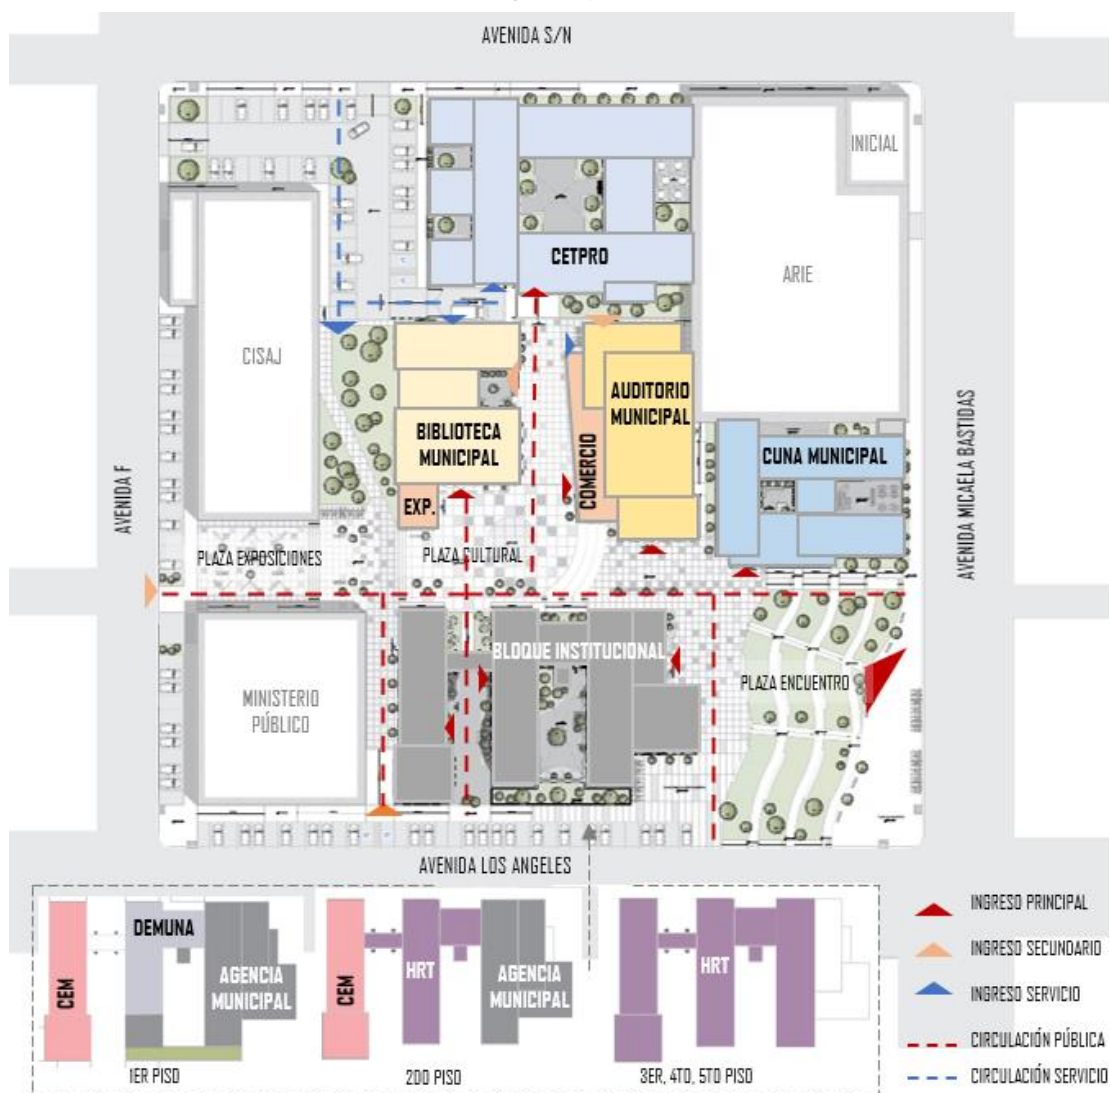 AVENIDA S/N
INICIAL
CETPRO
ARIE
CISAJ
AUDITORIO
MUNICIPAL
BIBLIOTECA
MUNICIPAL
COMERCIO
CUNA MUNICIPAL
EXP.
AVENIDA F
AVENIDA MICAELA BASTIDAS
PLAZA EXPOSICIONES
PLAZA CULTURAL
BLOQUE INSTITUCIONAL
PLAZA ENCUENTRO
MINISTERIO
PÚBLICO
AVENIDA LOS ANGELES
CEM
DEMUNA
AGENCIA
MUNICIPAL
1ER PISO
CEM
HRT
AGENCIA
MUNICIPAL
2DO PISO
HRT
3ER, 4TO, 5TO PISO
INGRESO PRINCIPAL
INGRESO SECUNDARIO
INGRESO SERVICIO
CIRCULACIÓN PÚBLICA
CIRCULACIÓN SERVICIO